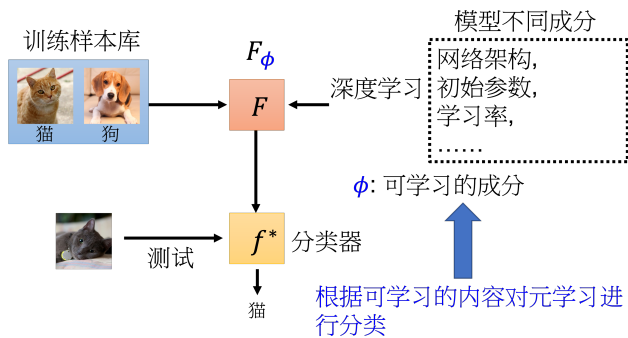 训练样本库
猫
狗
Fϕ
F
深度学习
模型不同成分
网络架构,
初始参数,
学习率,
……
ϕ: 可学习的成分
测试
f*
分类器
猫
根据可学习的内容对元学习进
行分类